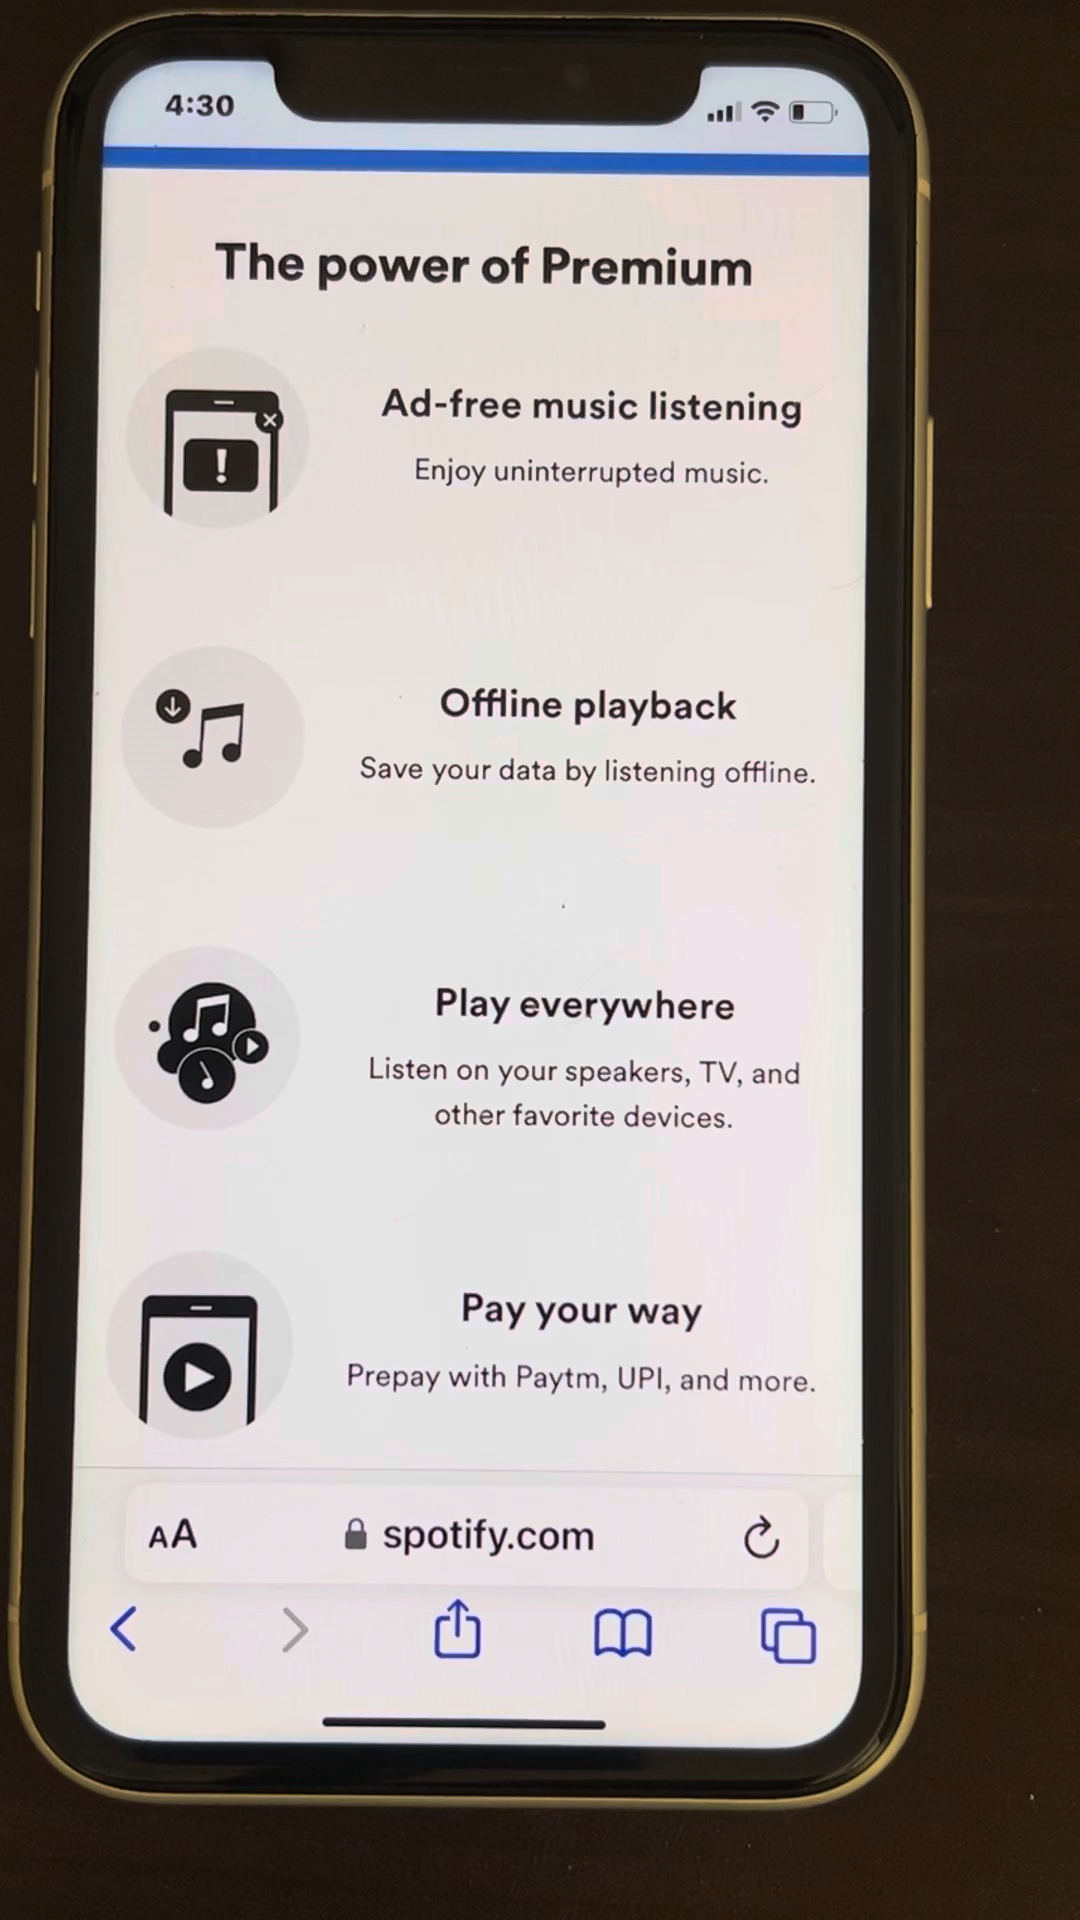 4:30
The power of Premium
Ad-free music listening
Enjoy uninterrupted music.
Offline playback
Save your data by listening offline.
Play everywhere
Listen on your speakers, TV, and
other favorite devices.
Pay your way
Prepay with Paytm, UPI, and more.
AA spotify.com